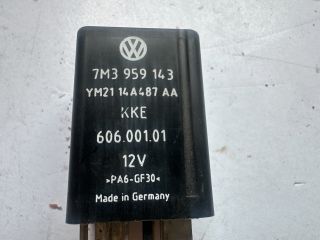 7M3 959 143
YM21 14A487 AA
KKE
606.001.01
12V
>PA6-GF30<
Made in Germany